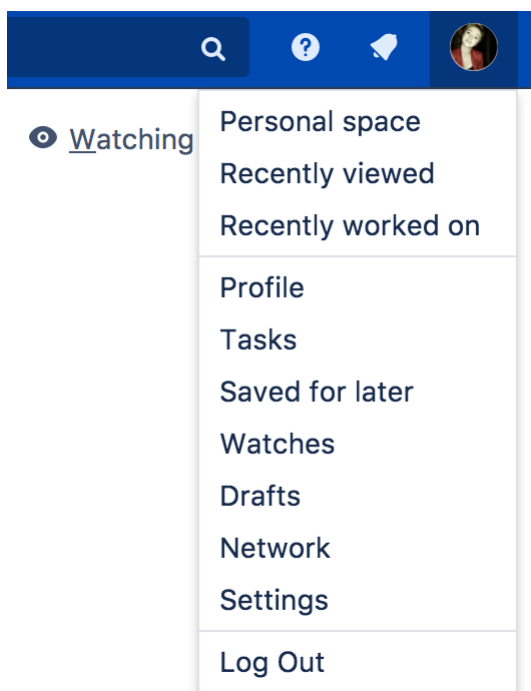 Watching
Personal space
Recently viewed
Recently worked on
Profile
Tasks
Saved for later
Watches
Drafts
Network
Settings
Log Out